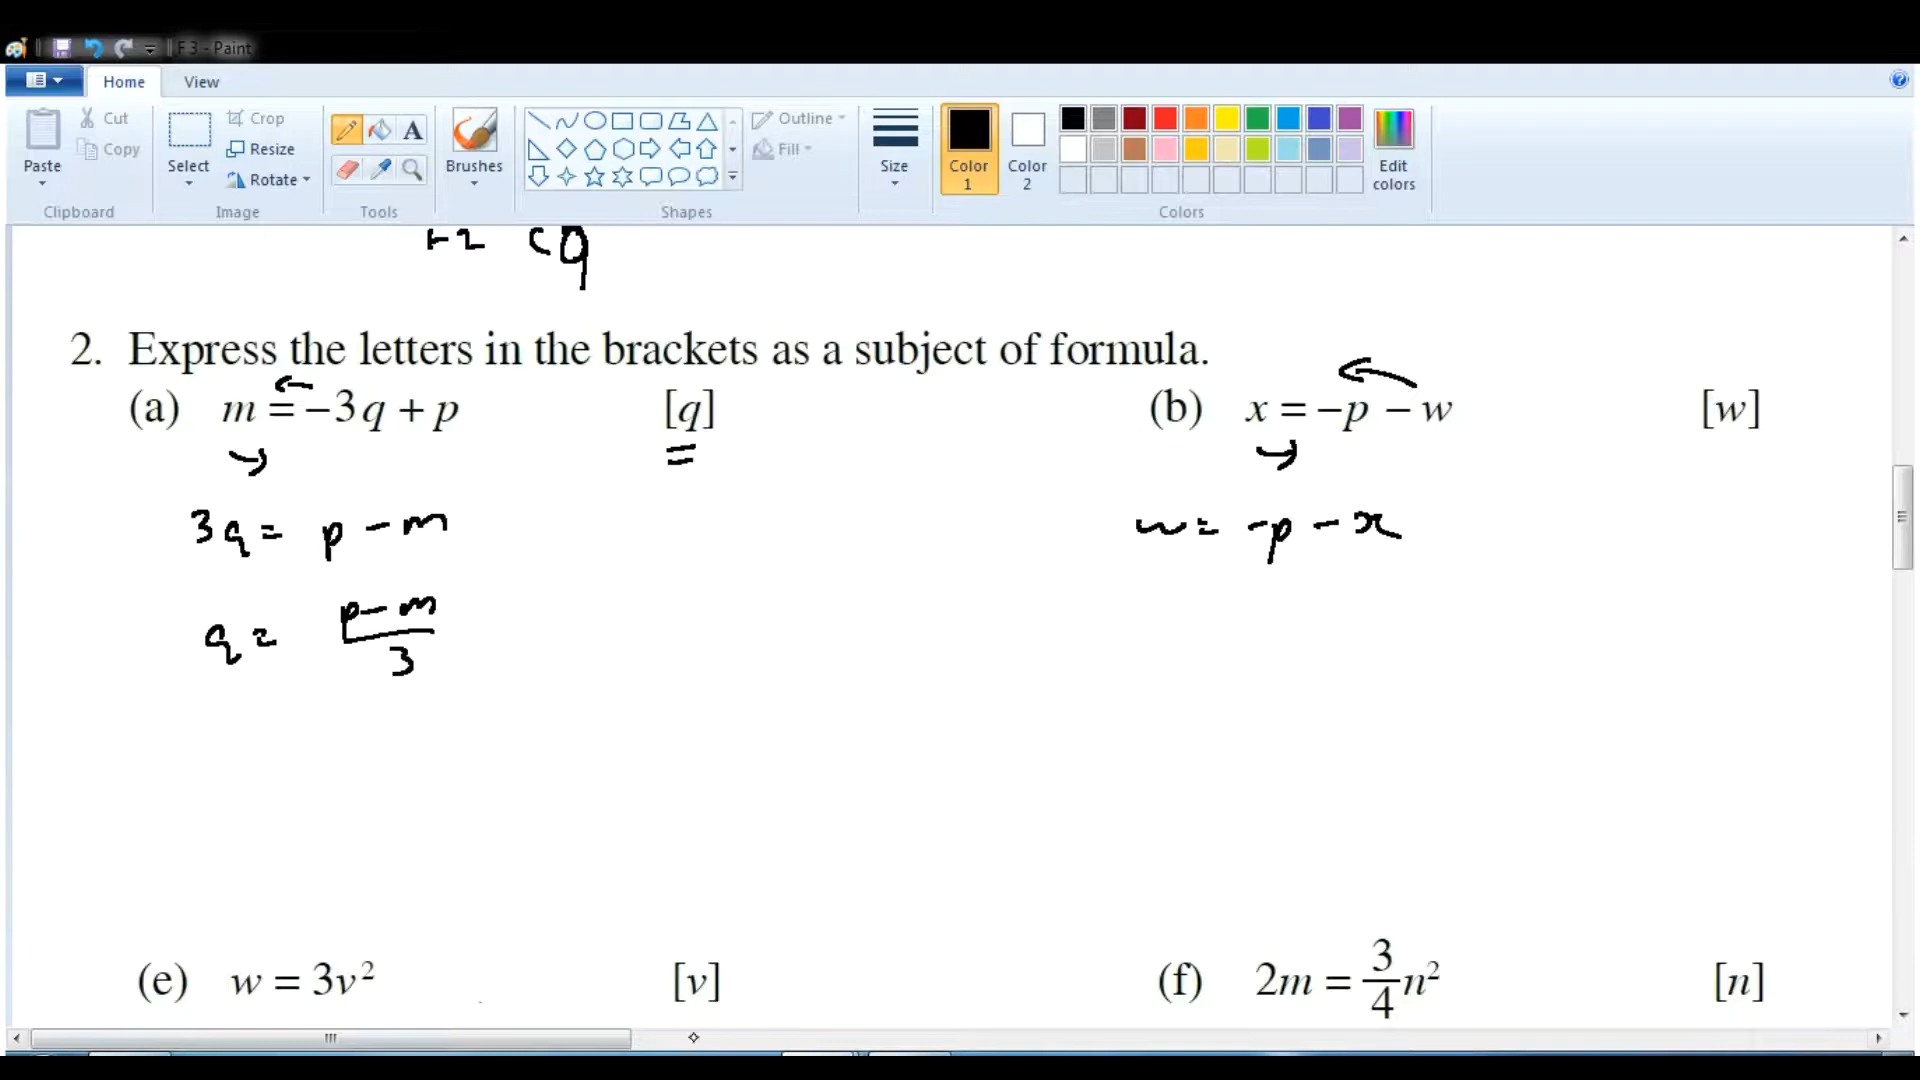 F 3 - Paint
Home View
Paste
Cut
Copy
Clipboard
Select
Crop
Resize
Rotate
Image
A
Tools
Brushes
Shapes
Outline
Fill
Size
Color 1
Color 2
Edit colors
Colors
2. Express the letters in the brackets as a subject of formula.
(a) m = −3q + p [q]
(b) x = −p − w [w]
3q = p − m
w = −p − x
q = p − m / 3
(e) w = 3v² [v]
(f) 2m = 3/4 n² [n]